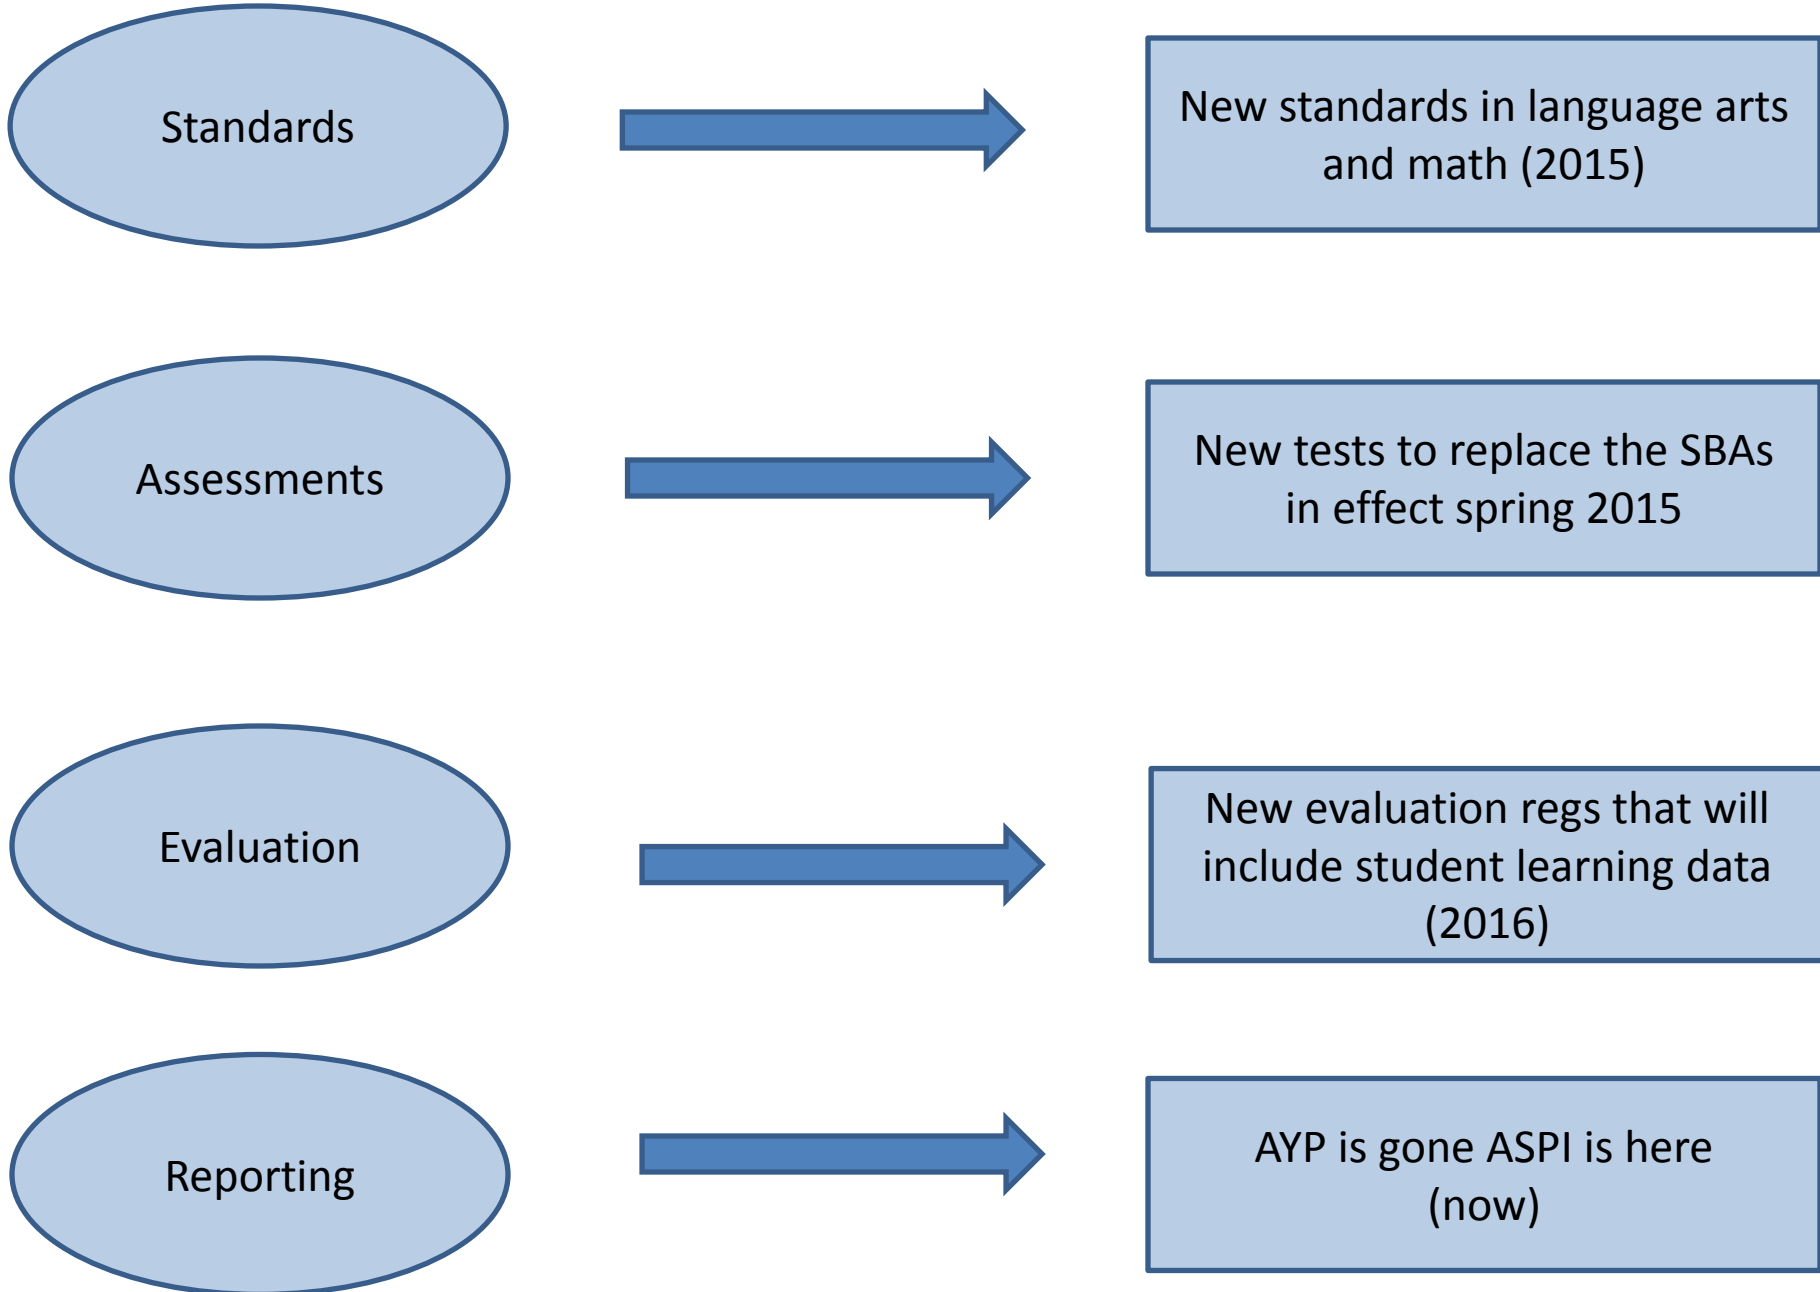 Standards
New standards in language arts
and math (2015)
Assessments
New tests to replace the SBAs
in effect spring 2015
Evaluation
New evaluation regs that will
include student learning data
(2016)
Reporting
AYP is gone ASPI is here
(now)